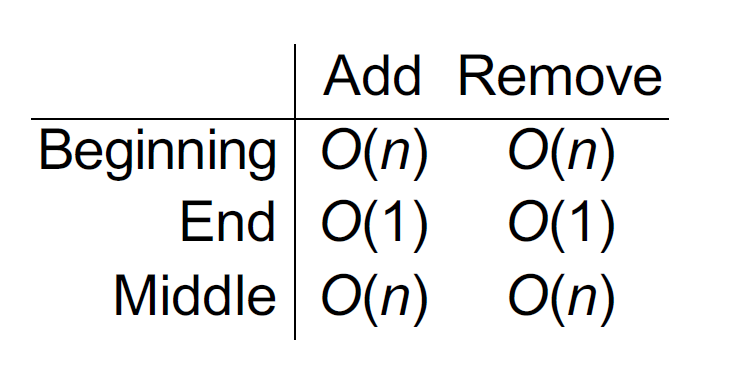 Add Remove
Beginning O(n) O(n)
End O(1) O(1)
Middle O(n) O(n)